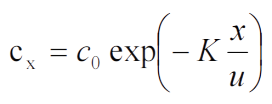 cₓ = c₀ exp(− K x/u)